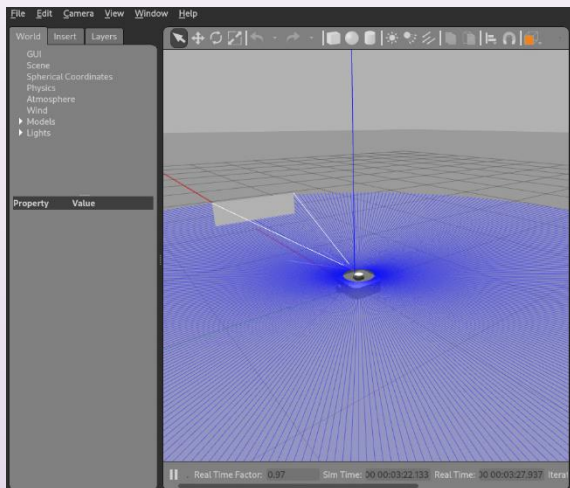 File Edit Camera View Window Help
World Insert Layers
GUI
Scene
Spherical Coordinates
Physics
Atmosphere
Wind
Models
Lights
Property Value
Real Time Factor: 0.97 Sim Time: 00 00:03:22.133 Real Time: 00 00:03:27.937 Iterat